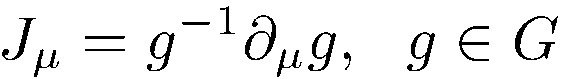 J_μ = g^{-1}∂_μ g, g ∈ G